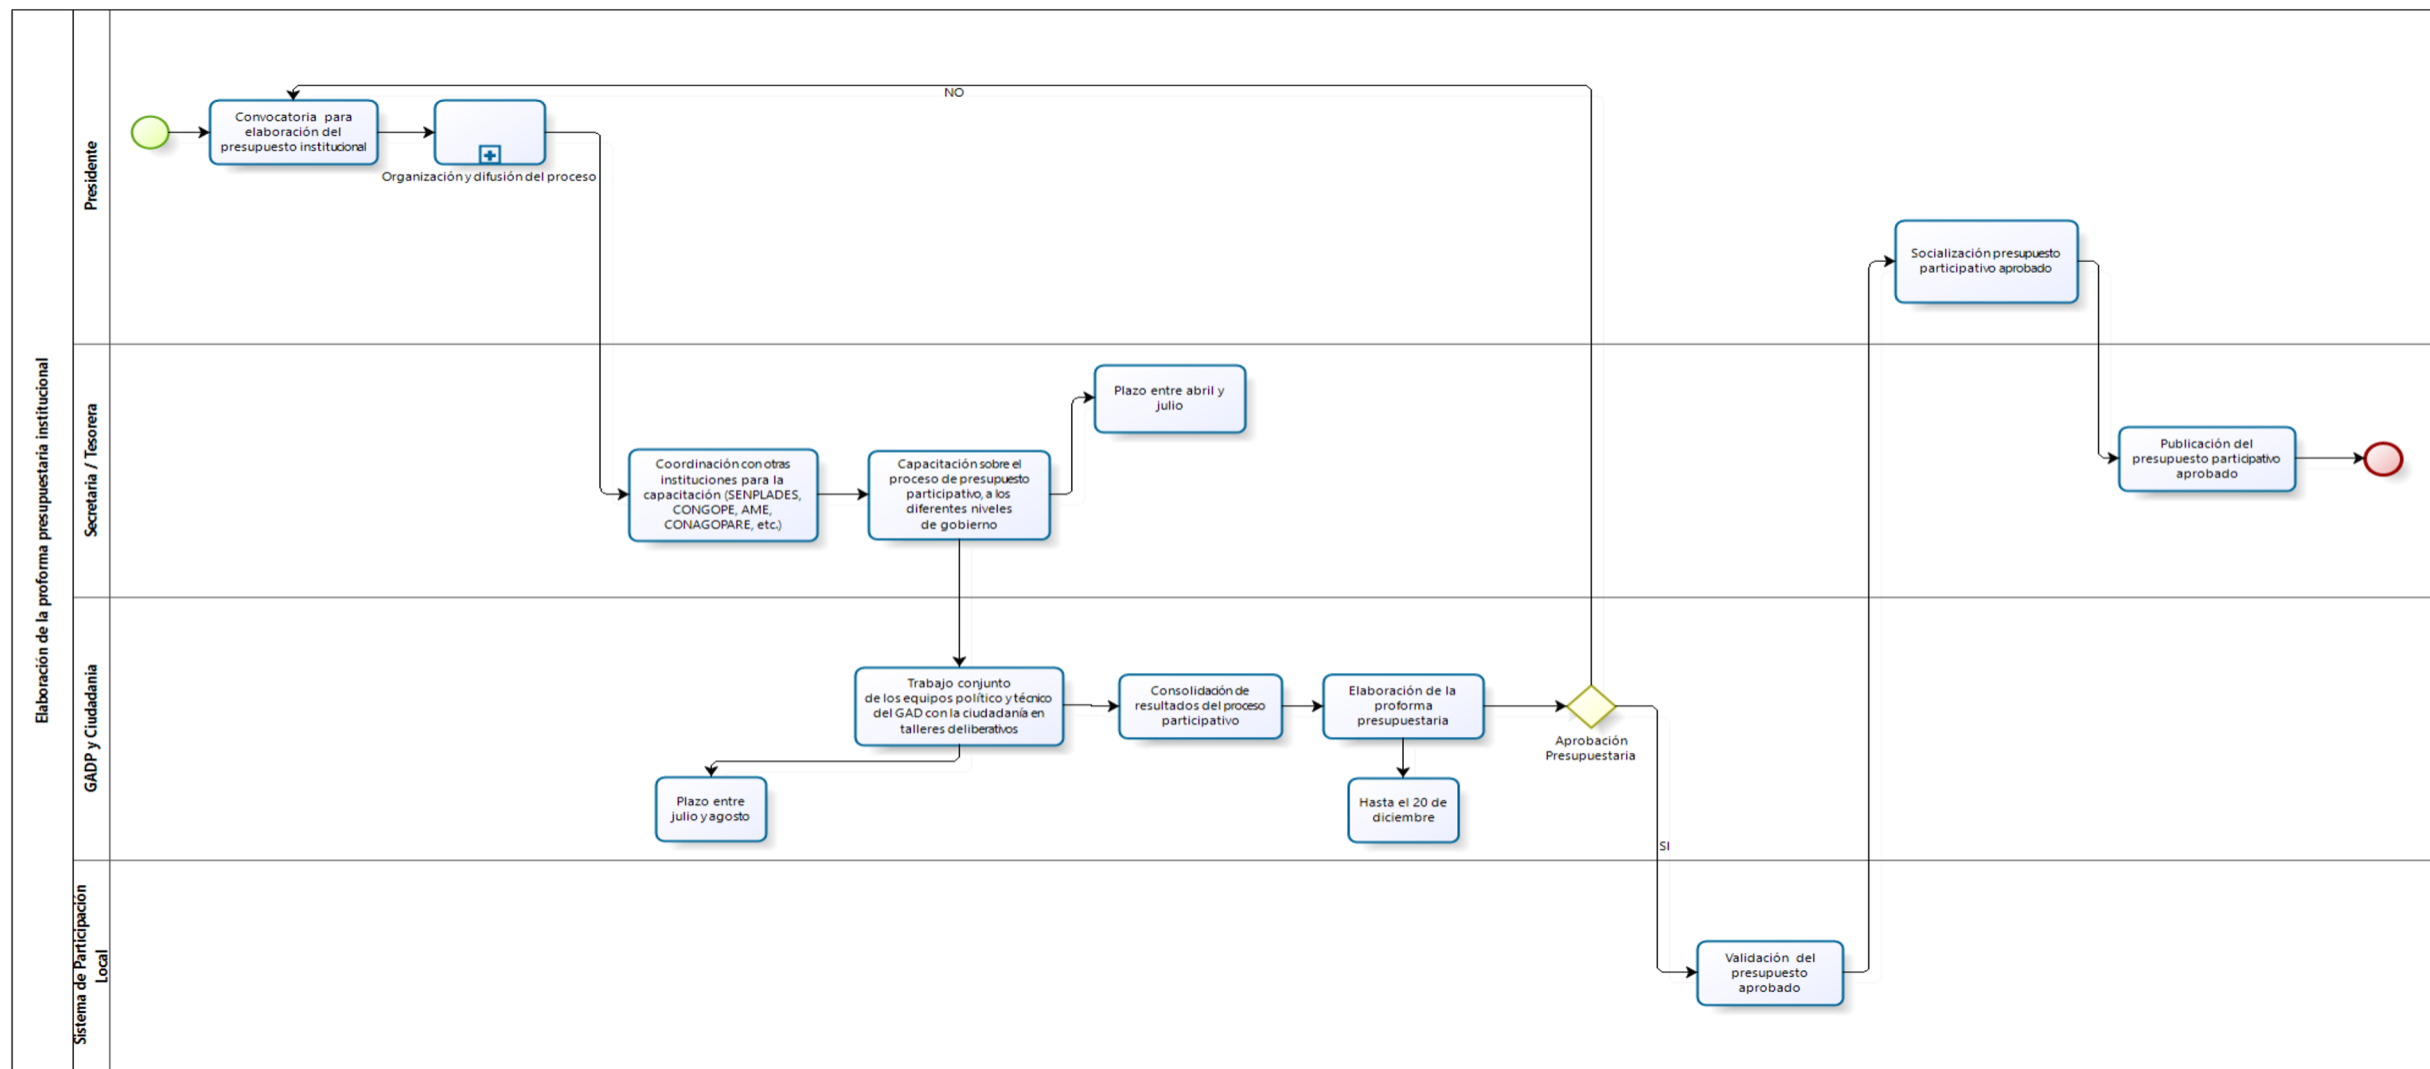 Elaboración de la proforma presupuestaria institucional
Presidente
NO
Convocatoria para
elaboración del
presupuesto institucional
Organización y difusión del proceso
Socialización presupuesto
participativo aprobado
Secretaria / Tesorera
Plazo entre abril y
julio
Coordinación con otras
instituciones para la
capacitación (SENPLADES,
CONGOPE, AME,
CONAGOPARE, etc.)
Capacitación sobre el
proceso de presupuesto
participativo, a los
diferentes niveles
de gobierno
Publicación del
presupuesto participativo
aprobado
GADP y Ciudadania
Trabajo conjunto
de los equipos político y técnico
del GAD con la ciudadanía en
talleres deliberativos
Consolidación de
resultados del proceso
participativo
Elaboración de la
proforma
presupuestaria
Aprobación
Presupuestaria
Plazo entre
julio y agosto
Hasta el 20 de
diciembre
SI
Sistema de Participación
Local
Validación del
presupuesto
aprobado